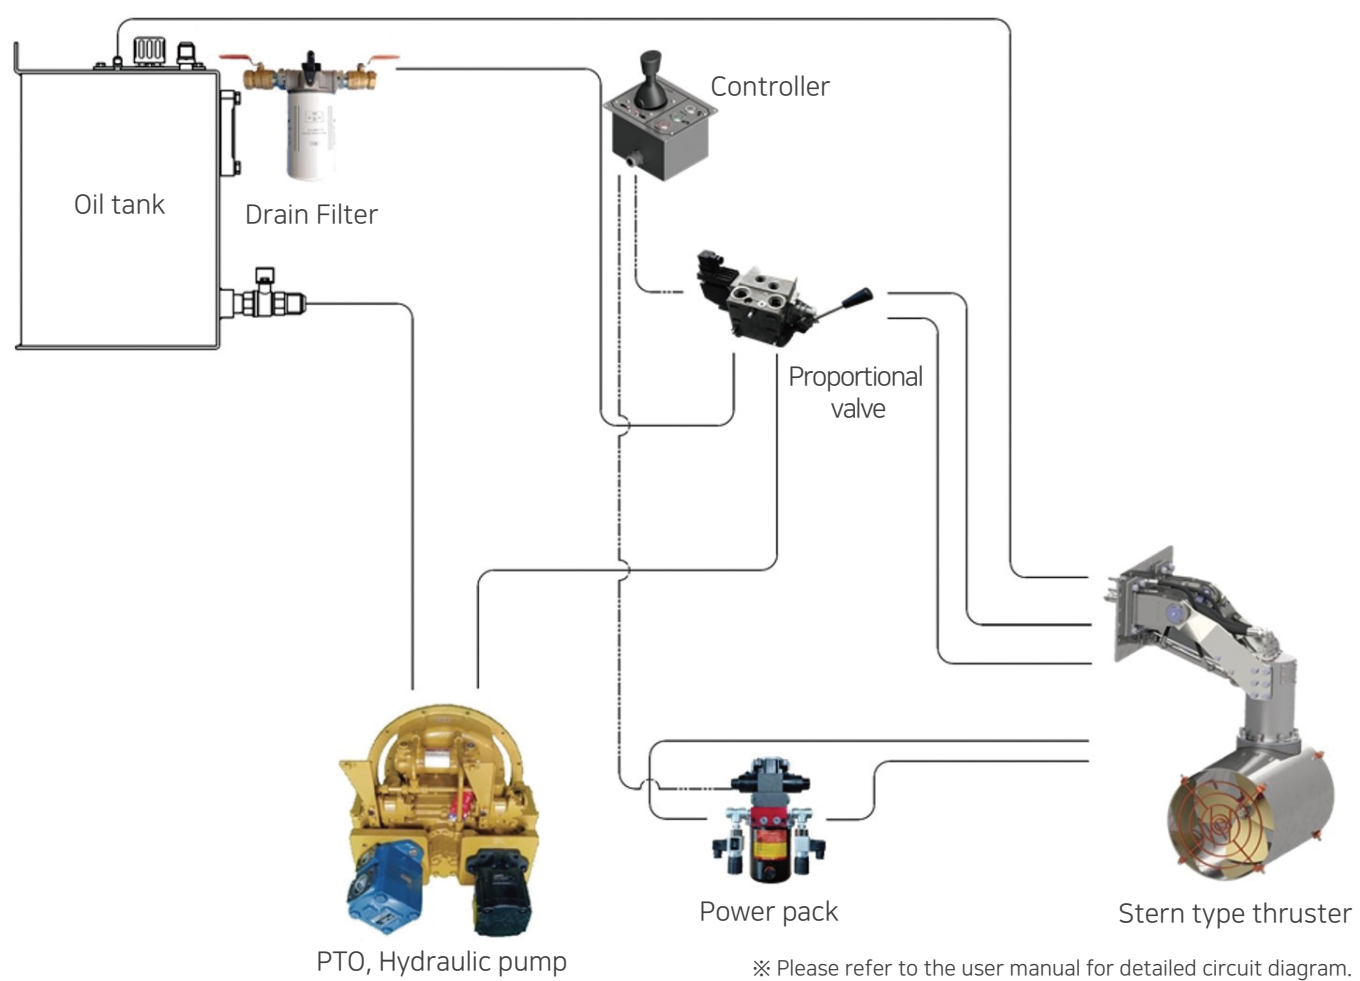 Controller
Oil tank
Drain Filter
Proportional
valve
Power pack
Stern type thruster
PTO, Hydraulic pump
※ Please refer to the user manual for detailed circuit diagram.